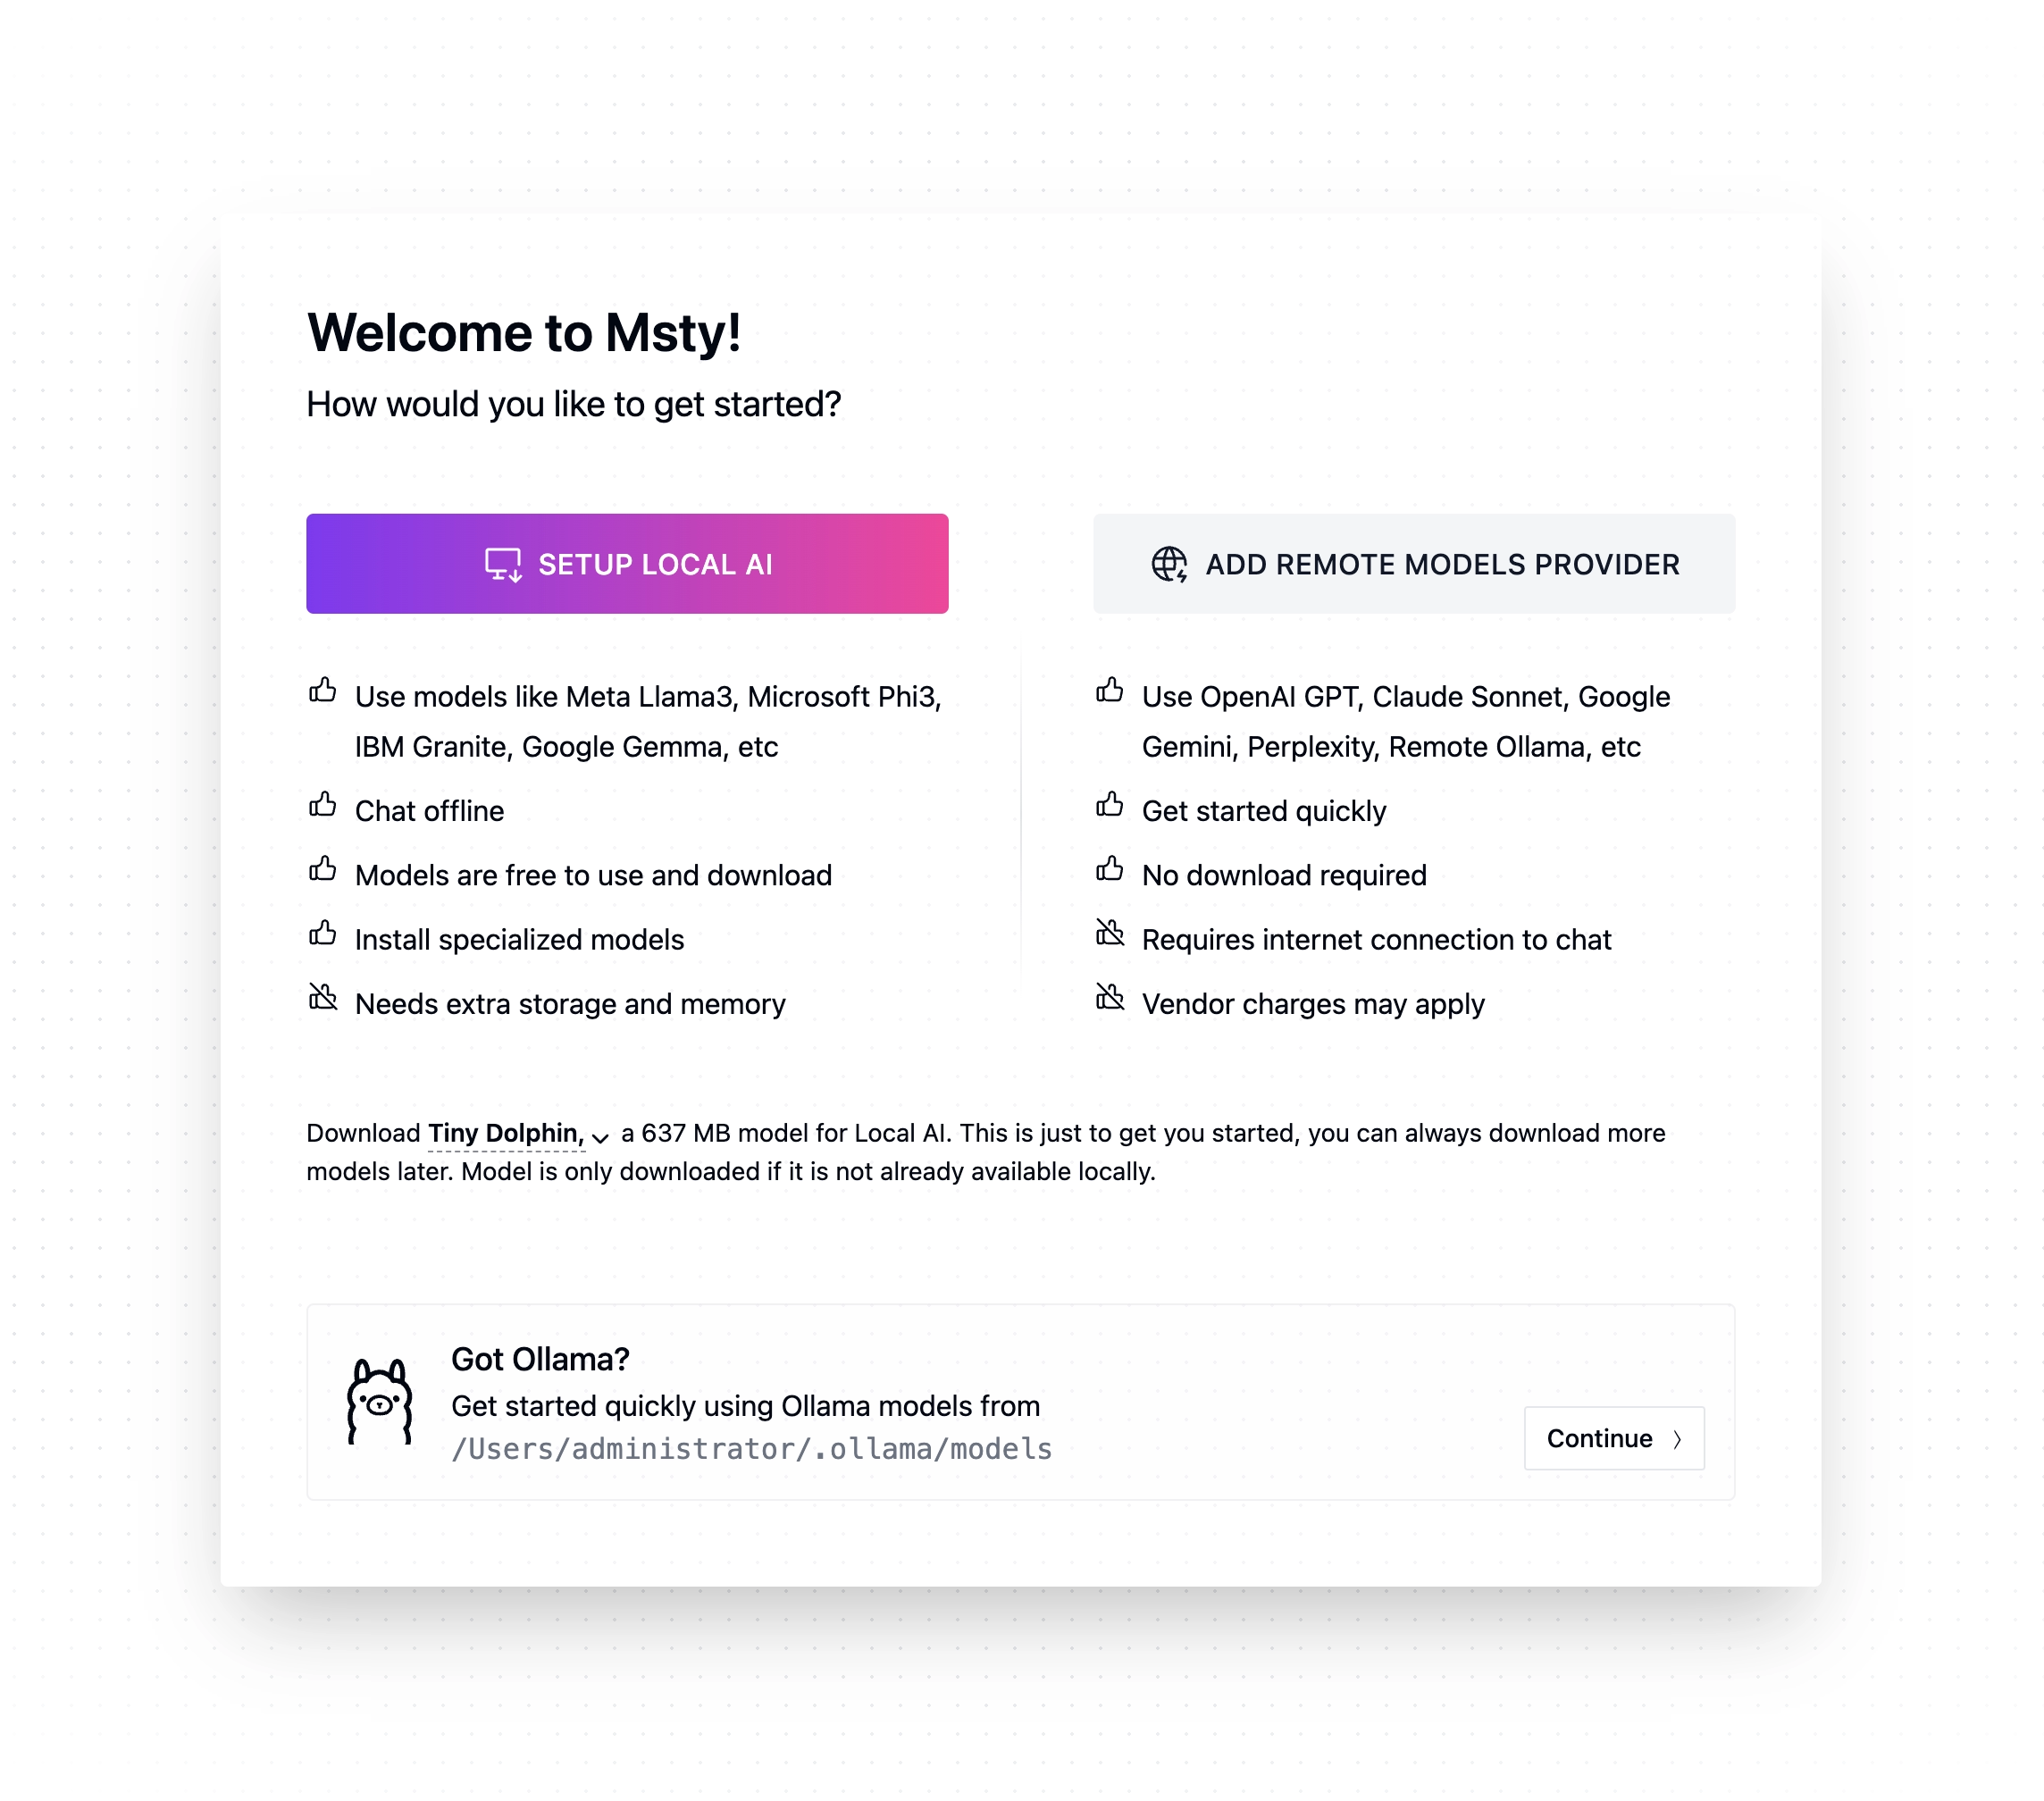 Welcome to Msty!
How would you like to get started?
SETUP LOCAL AI
Use models like Meta Llama3, Microsoft Phi3,
IBM Granite, Google Gemma, etc
Chat offline
Models are free to use and download
Install specialized models
Needs extra storage and memory
ADD REMOTE MODELS PROVIDER
Use OpenAI GPT, Claude Sonnet, Google
Gemini, Perplexity, Remote Ollama, etc
Get started quickly
No download required
Requires internet connection to chat
Vendor charges may apply
Download Tiny Dolphin, a 637 MB model for Local AI. This is just to get you started, you can always download more
models later. Model is only downloaded if it is not already available locally.
Got Ollama?
Get started quickly using Ollama models from
/Users/administrator/.ollama/models
Continue